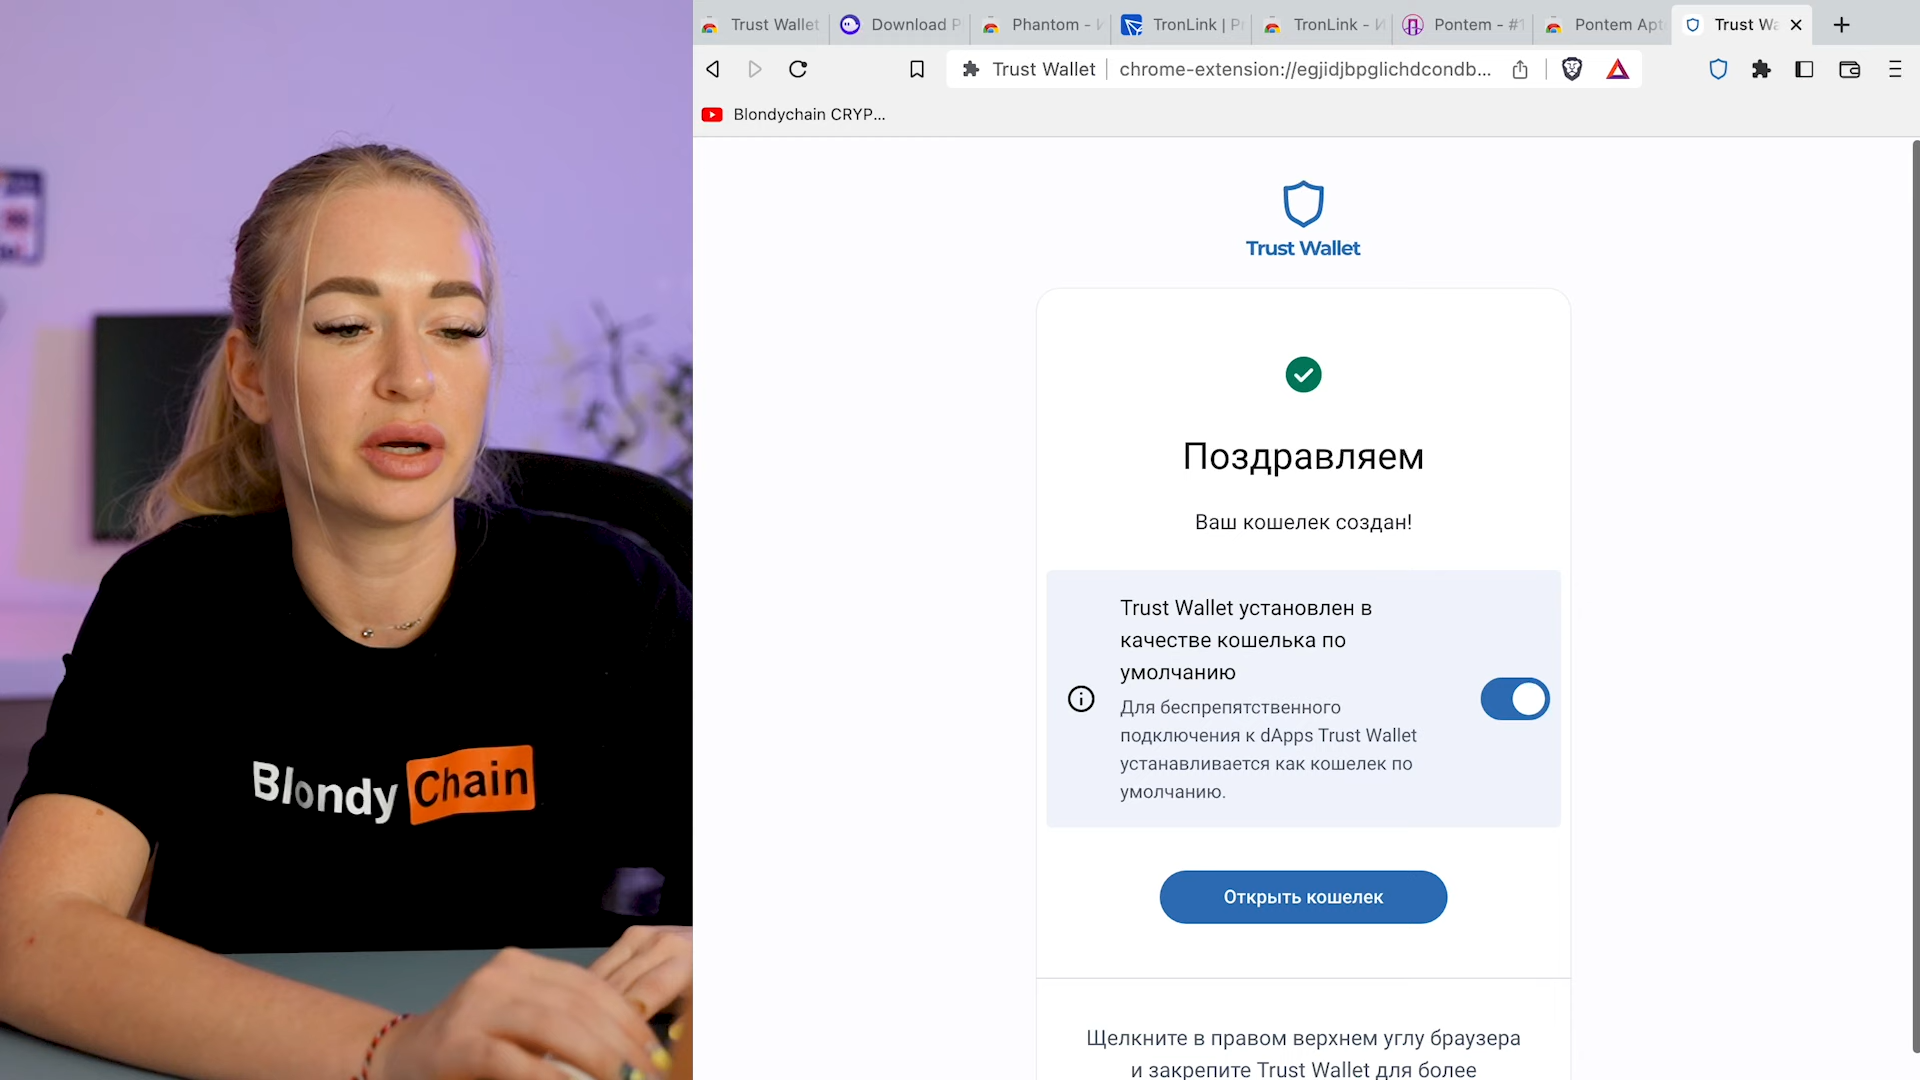 Trust Wallet
Download P
Phantom - И
TronLink | Pr
TronLink - И
Pontem - #1
Pontem Apt
Trust Wa
Trust Wallet
chrome-extension://egjidjbpglichdcondb...
Blondychain CRYP...
Trust Wallet
Поздравляем
Ваш кошелек создан!
Trust Wallet установлен в
качестве кошелька по
умолчанию
Для беспрепятственного
подключения к dApps Trust Wallet
устанавливается как кошелек по
умолчанию.
Открыть кошелек
Щелкните в правом верхнем углу браузера
и закрепите Trust Wallet для более
Blondy Chain